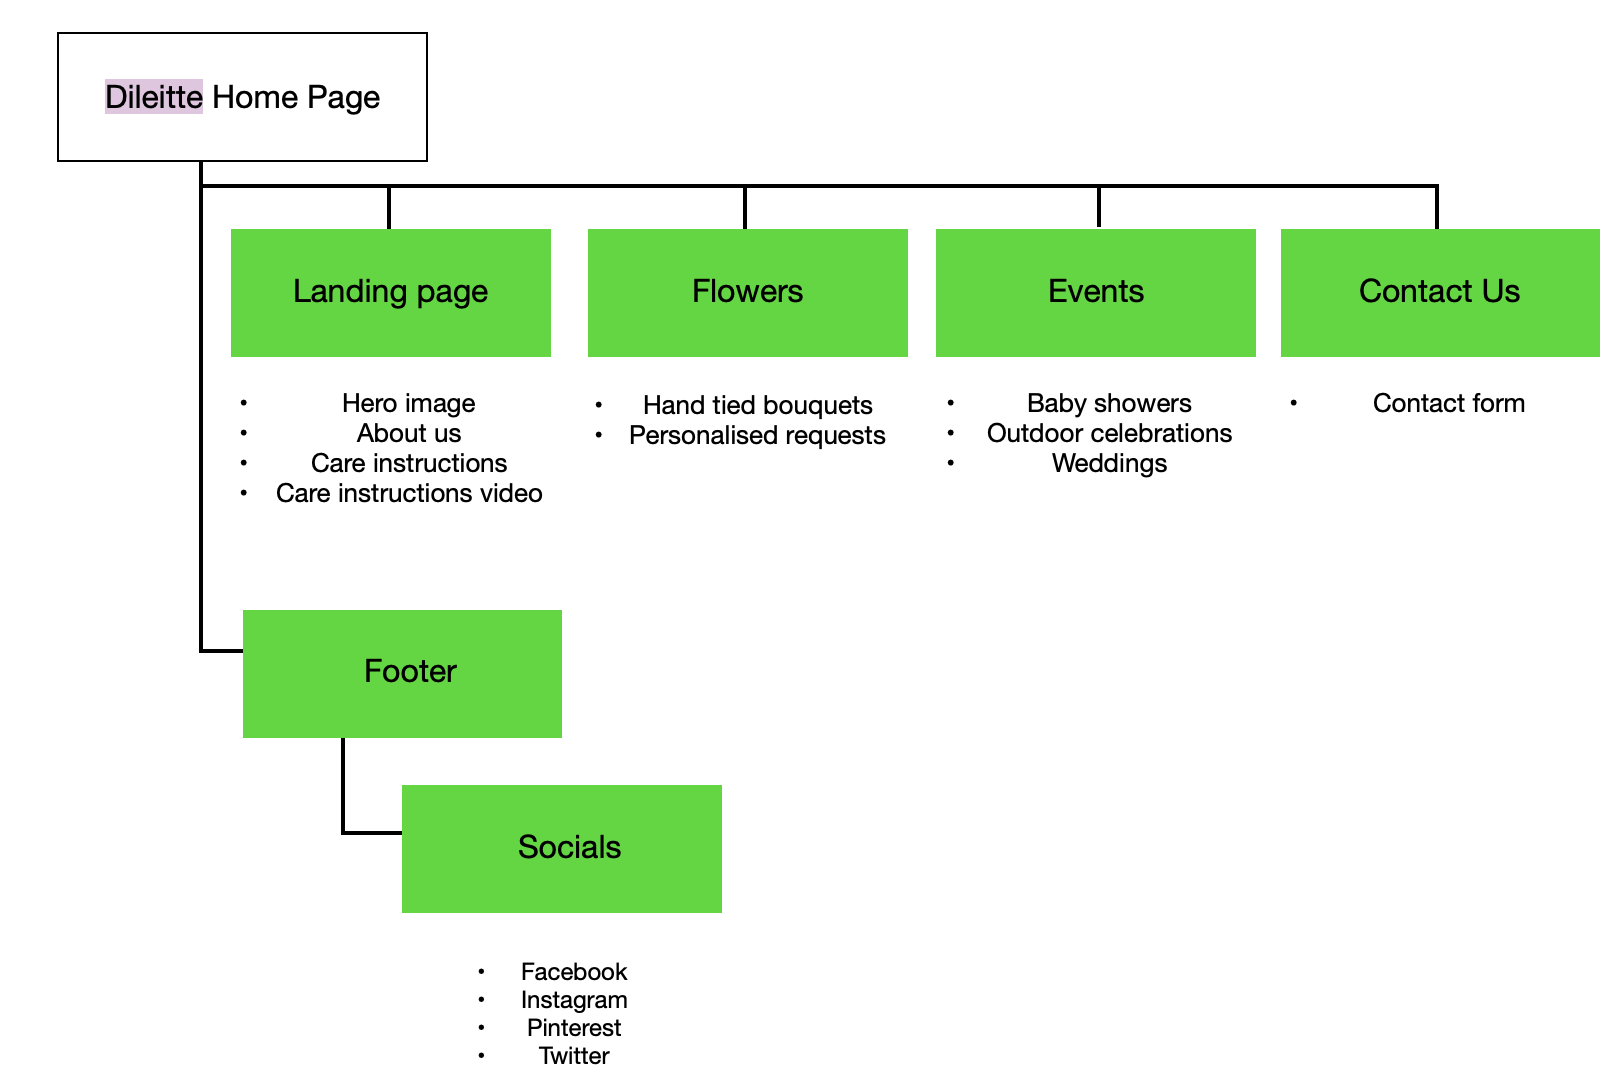 Dileitte Home Page
Landing page
Flowers
Events
Contact Us
• Hero image
• About us
• Care instructions
• Care instructions video
• Hand tied bouquets
• Personalised requests
• Baby showers
• Outdoor celebrations
• Weddings
• Contact form
Footer
Socials
• Facebook
• Instagram
• Pinterest
• Twitter